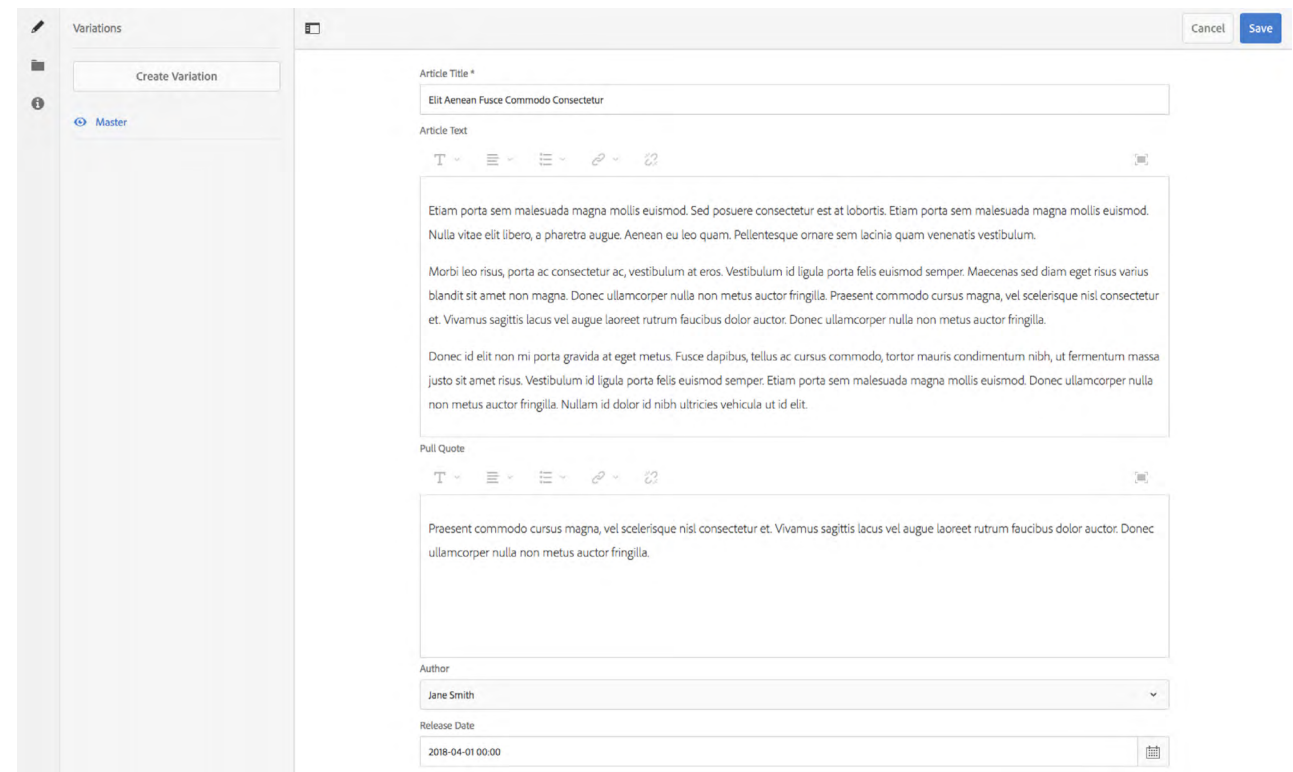 Variations
Cancel
Save
Create Variation
Master
Article Title *
Elit Aenean Fusce Commodo Consectetur
Article Text
Etiam porta sem malesuada magna mollis euismod. Sed posuere consectetur est at lobortis. Etiam porta sem malesuada magna mollis euismod.
Nulla vitae elit libero, a pharetra augue. Aenean eu leo quam. Pellentesque ornare sem lacinia quam venenatis vestibulum.
Morbi leo risus, porta ac consectetur ac, vestibulum at eros. Vestibulum id ligula porta felis euismod semper. Maecenas sed diam eget risus varius
blandit sit amet non magna. Donec ullamcorper nulla non metus auctor fringilla. Praesent commodo cursus magna, vel scelerisque nisl consectetur
et. Vivamus sagittis lacus vel augue laoreet rutrum faucibus dolor auctor. Donec ullamcorper nulla non metus auctor fringilla.
Donec id elit non mi porta gravida at eget metus. Fusce dapibus, tellus ac cursus commodo, tortor mauris condimentum nibh, ut fermentum massa
justo sit amet risus. Vestibulum id ligula porta felis euismod semper. Etiam porta sem malesuada magna mollis euismod. Donec ullamcorper nulla
non metus auctor fringilla. Nullam id dolor id nibh ultricies vehicula ut id elit.
Pull Quote
Praesent commodo cursus magna, vel scelerisque nisl consectetur et. Vivamus sagittis lacus vel augue laoreet rutrum faucibus dolor auctor. Donec
ullamcorper nulla non metus auctor fringilla.
Author
Jane Smith
Release Date
2018-04-01 00:00